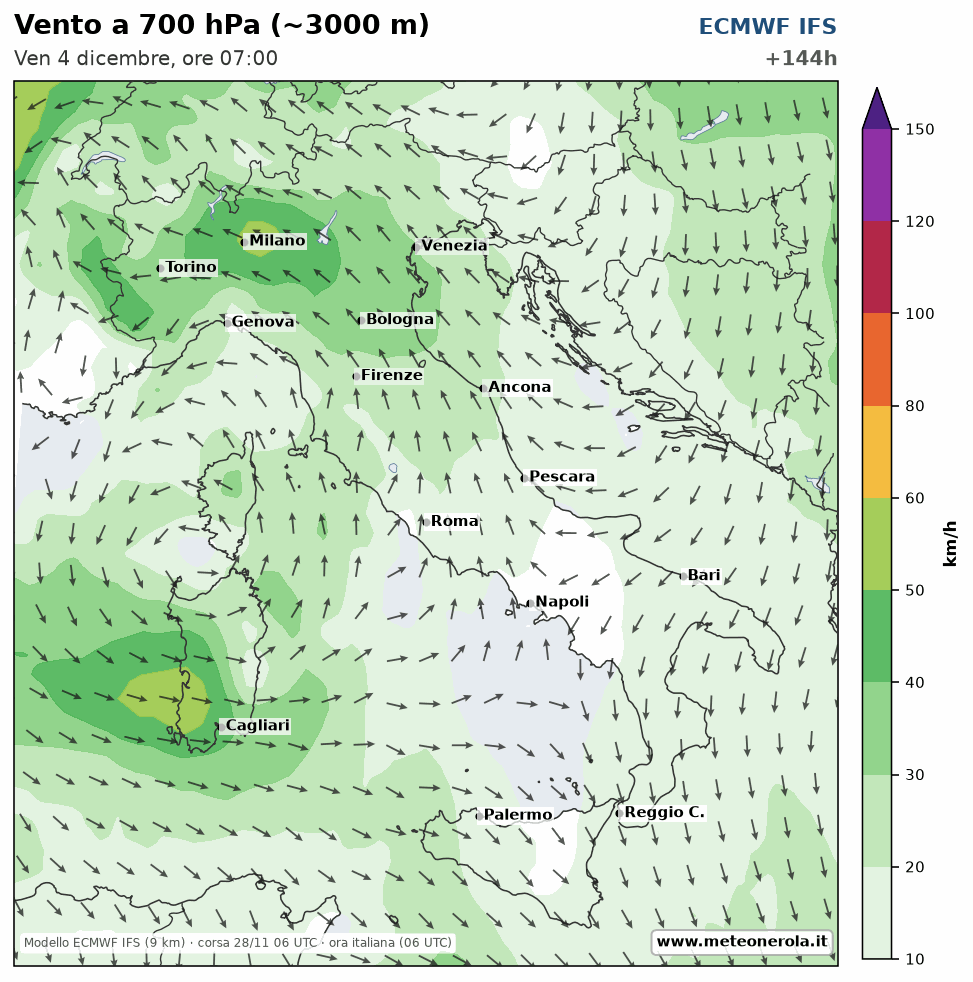 Vento a 700 hPa (~3000 m)
ECMWF IFS
Ven 4 dicembre, ore 07:00
+144h
Milano
Venezia
Torino
Genova
Bologna
Firenze
Ancona
Pescara
Roma
Bari
Napoli
Cagliari
Palermo
Reggio C.
150
120
100
80
60
50
40
30
20
10
km/h
Modello ECMWF IFS (9 km) · corsa 28/11 06 UTC · ora italiana (06 UTC)
www.meteonerola.it